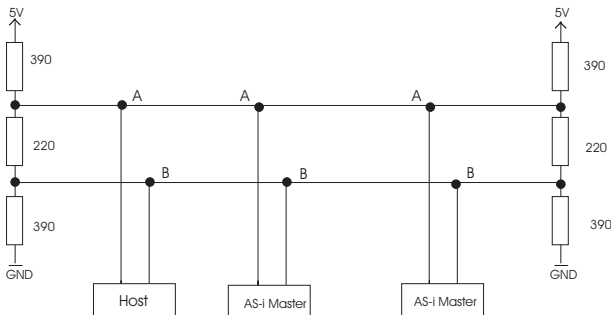 5V 5V
390 390
A A A
220 220
B B B
390 390
GND GND
Host AS-i Master AS-i Master